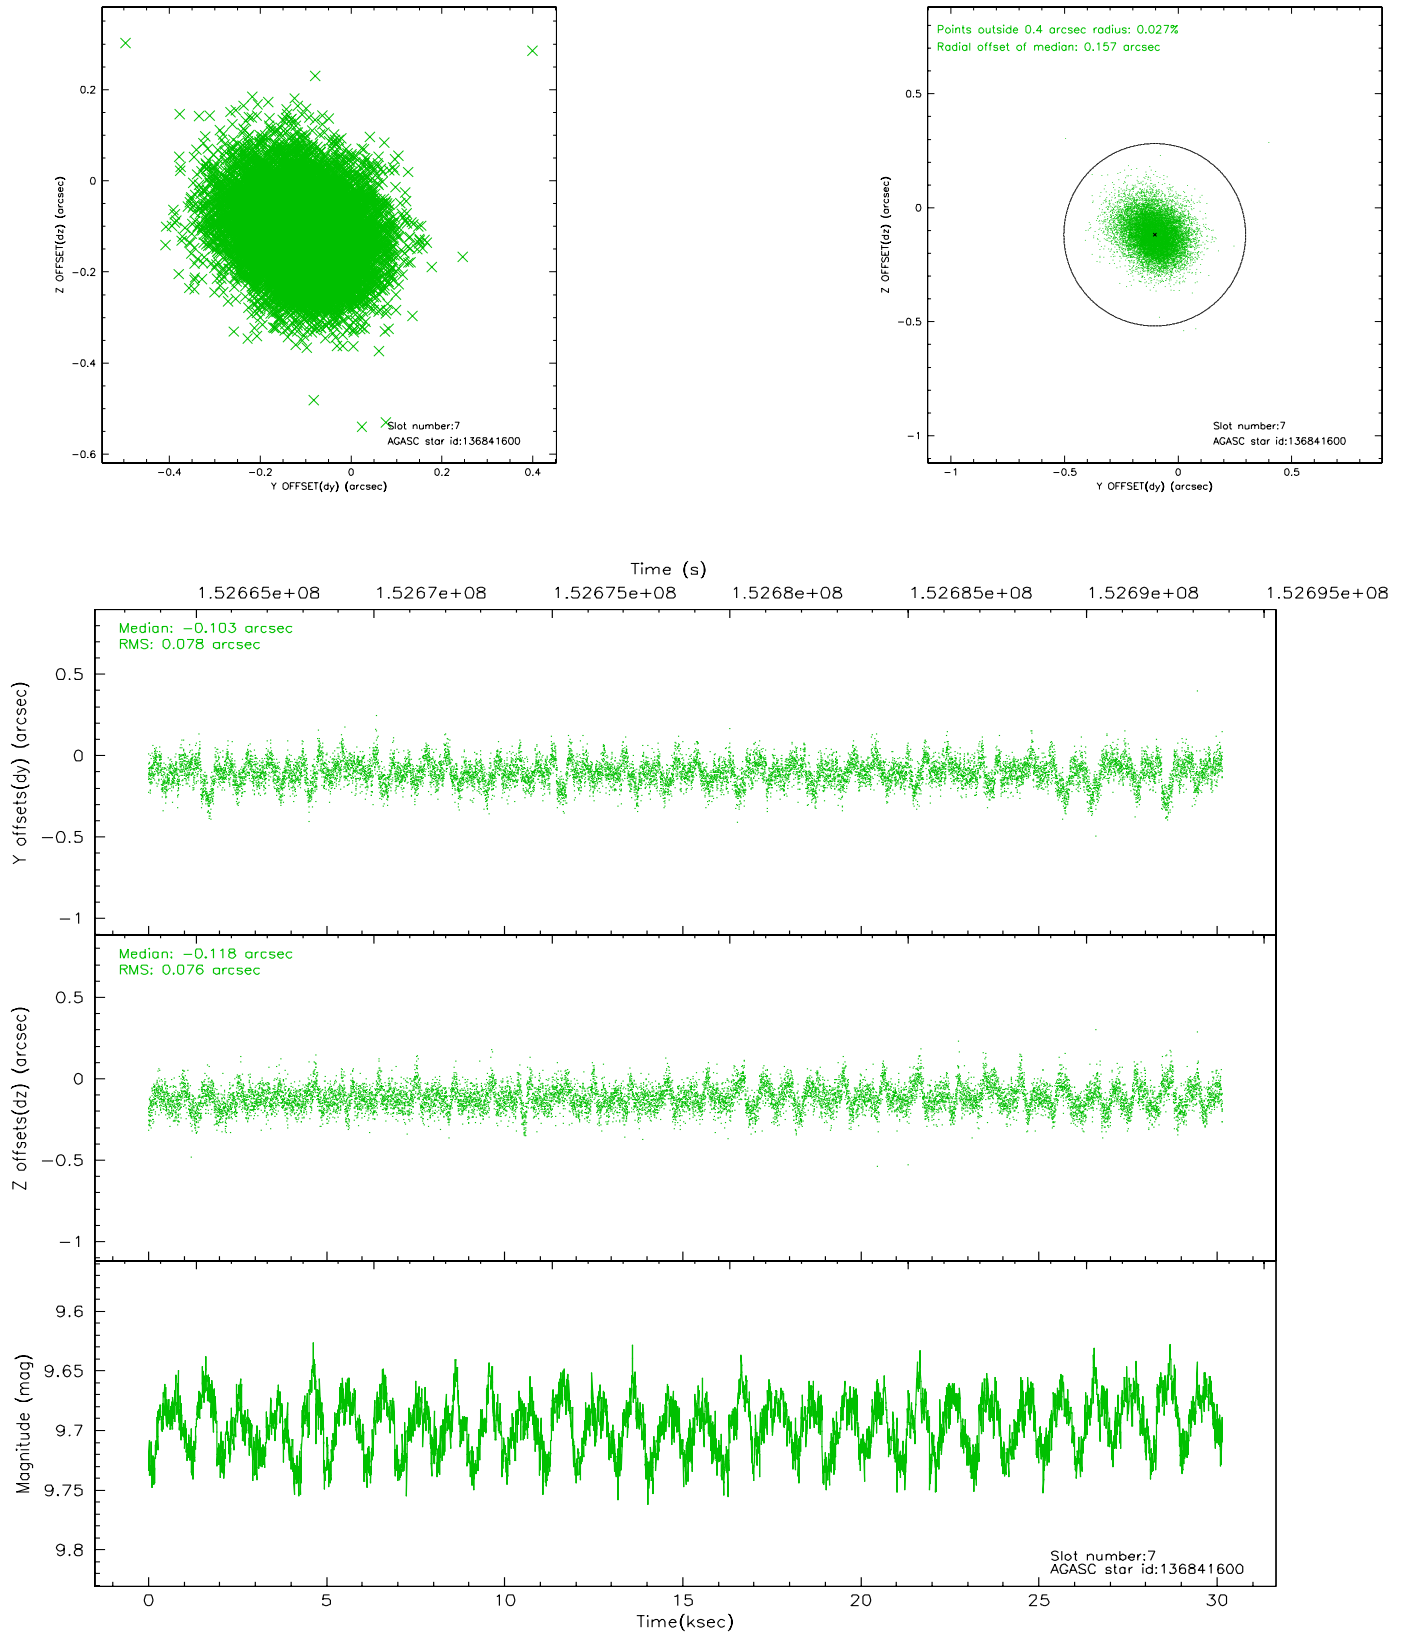 0.2
0
−0.2
−0.4
−0.6
Z OFFSET(dz) (arcsec)
Slot number:7
AGASC star id:136841600
−0.4 −0.2 0 0.2 0.4
Y OFFSET(dy) (arcsec)
Points outside 0.4 arcsec radius: 0.027%
Radial offset of median: 0.157 arcsec
0.5
0
−0.5
−1
Z OFFSET(dz) (arcsec)
Slot number:7
AGASC star id:136841600
−1 −0.5 0 0.5
Y OFFSET(dy) (arcsec)
Time (s)
1.52665e+08 1.5267e+08 1.52675e+08 1.5268e+08 1.52685e+08 1.5269e+08 1.52695e+08
Median: −0.103 arcsec
RMS: 0.078 arcsec
0.5
0
−0.5
−1
Y offsets(dy) (arcsec)
Median: −0.118 arcsec
RMS: 0.076 arcsec
0.5
0
−0.5
−1
Z offsets(dz) (arcsec)
9.6
9.65
9.7
9.75
9.8
Magnitude (mag)
Slot number:7
AGASC star id:136841600
0 5 10 15 20 25 30
Time(ksec)